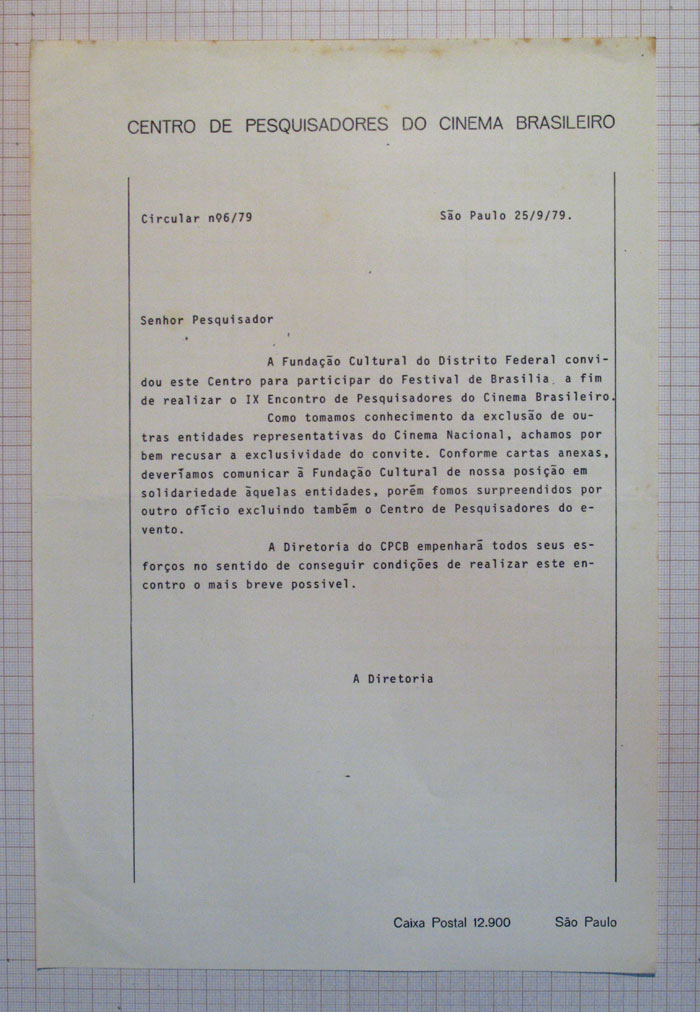 CENTRO DE PESQUISADORES DO CINEMA BRASILEIRO
Circular nº6/79 São Paulo 25/9/79.
Senhor Pesquisador
A Fundação Cultural do Distrito Federal convi-
dou este Centro para participar do Festival de Brasilia a fim
de realizar o IX Encontro de Pesquisadores do Cinema Brasileiro.
Como tomamos conhecimento da exclusão de ou-
tras entidades representativas do Cinema Nacional, achamos por
bem recusar a exclusividade do convite. Conforme cartas anexas,
deveríamos comunicar à Fundação Cultural de nossa posição em
solidariedade àquelas entidades, porém fomos surpreendidos por
outro ofício excluindo também o Centro de Pesquisadores do e-
vento.
A Diretoria do CPCB empenhará todos seus es-
forços no sentido de conseguir condições de realizar este en-
contro o mais breve possivel.
A Diretoria
Caixa Postal 12.900 São Paulo